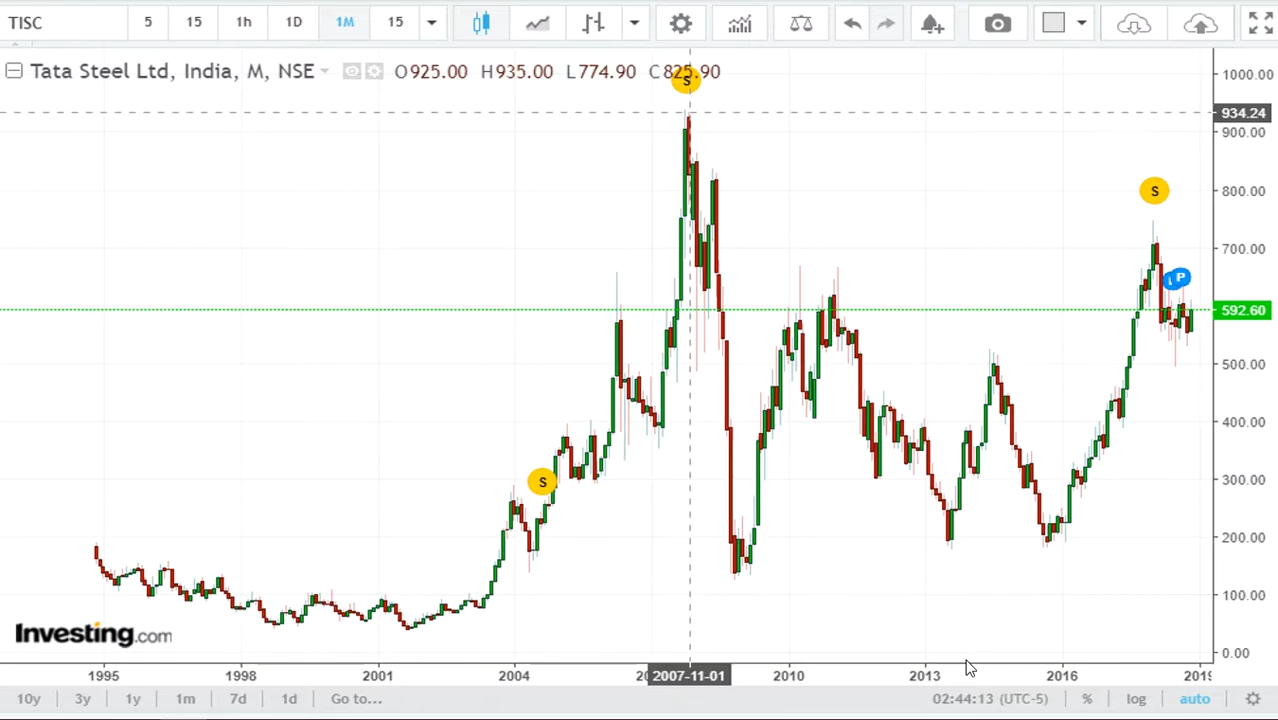 TISC 5 15 1h 1D 1M 15
Tata Steel Ltd, India, M, NSE O925.00 H935.00 L774.90 C825.90
S
1000.00
934.24
900.00
S
800.00
700.00
P
592.60
500.00
400.00
S
300.00
200.00
100.00
Investing.com
0.00
1995 1998 2001 2004 2007-11-01 2010 2013 2016 2019
10y 3y 1y 1m 7d 1d Go to... 02:44:13 (UTC-5) % log auto